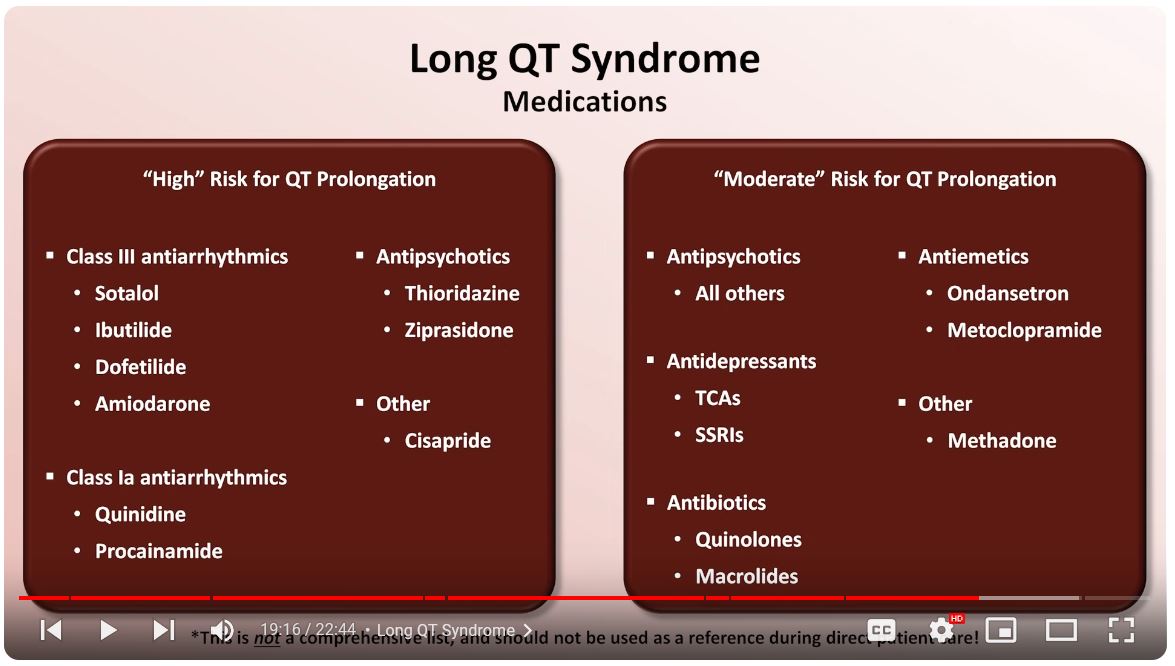 Long QT Syndrome
Medications
“High” Risk for QT Prolongation
▪ Class III antiarrhythmics
• Sotalol
• Ibutilide
• Dofetilide
• Amiodarone
▪ Class Ia antiarrhythmics
• Quinidine
• Procainamide
▪ Antipsychotics
• Thioridazine
• Ziprasidone
▪ Other
• Cisapride
“Moderate” Risk for QT Prolongation
▪ Antipsychotics
• All others
▪ Antidepressants
• TCAs
• SSRIs
▪ Antibiotics
• Quinolones
• Macrolides
▪ Antiemetics
• Ondansetron
• Metoclopramide
▪ Other
• Methadone
*This is not a comprehensive list, and should not be used as a reference during direct patient care!
19:16 / 22:44 • Long QT Syndrome >
CC
HD